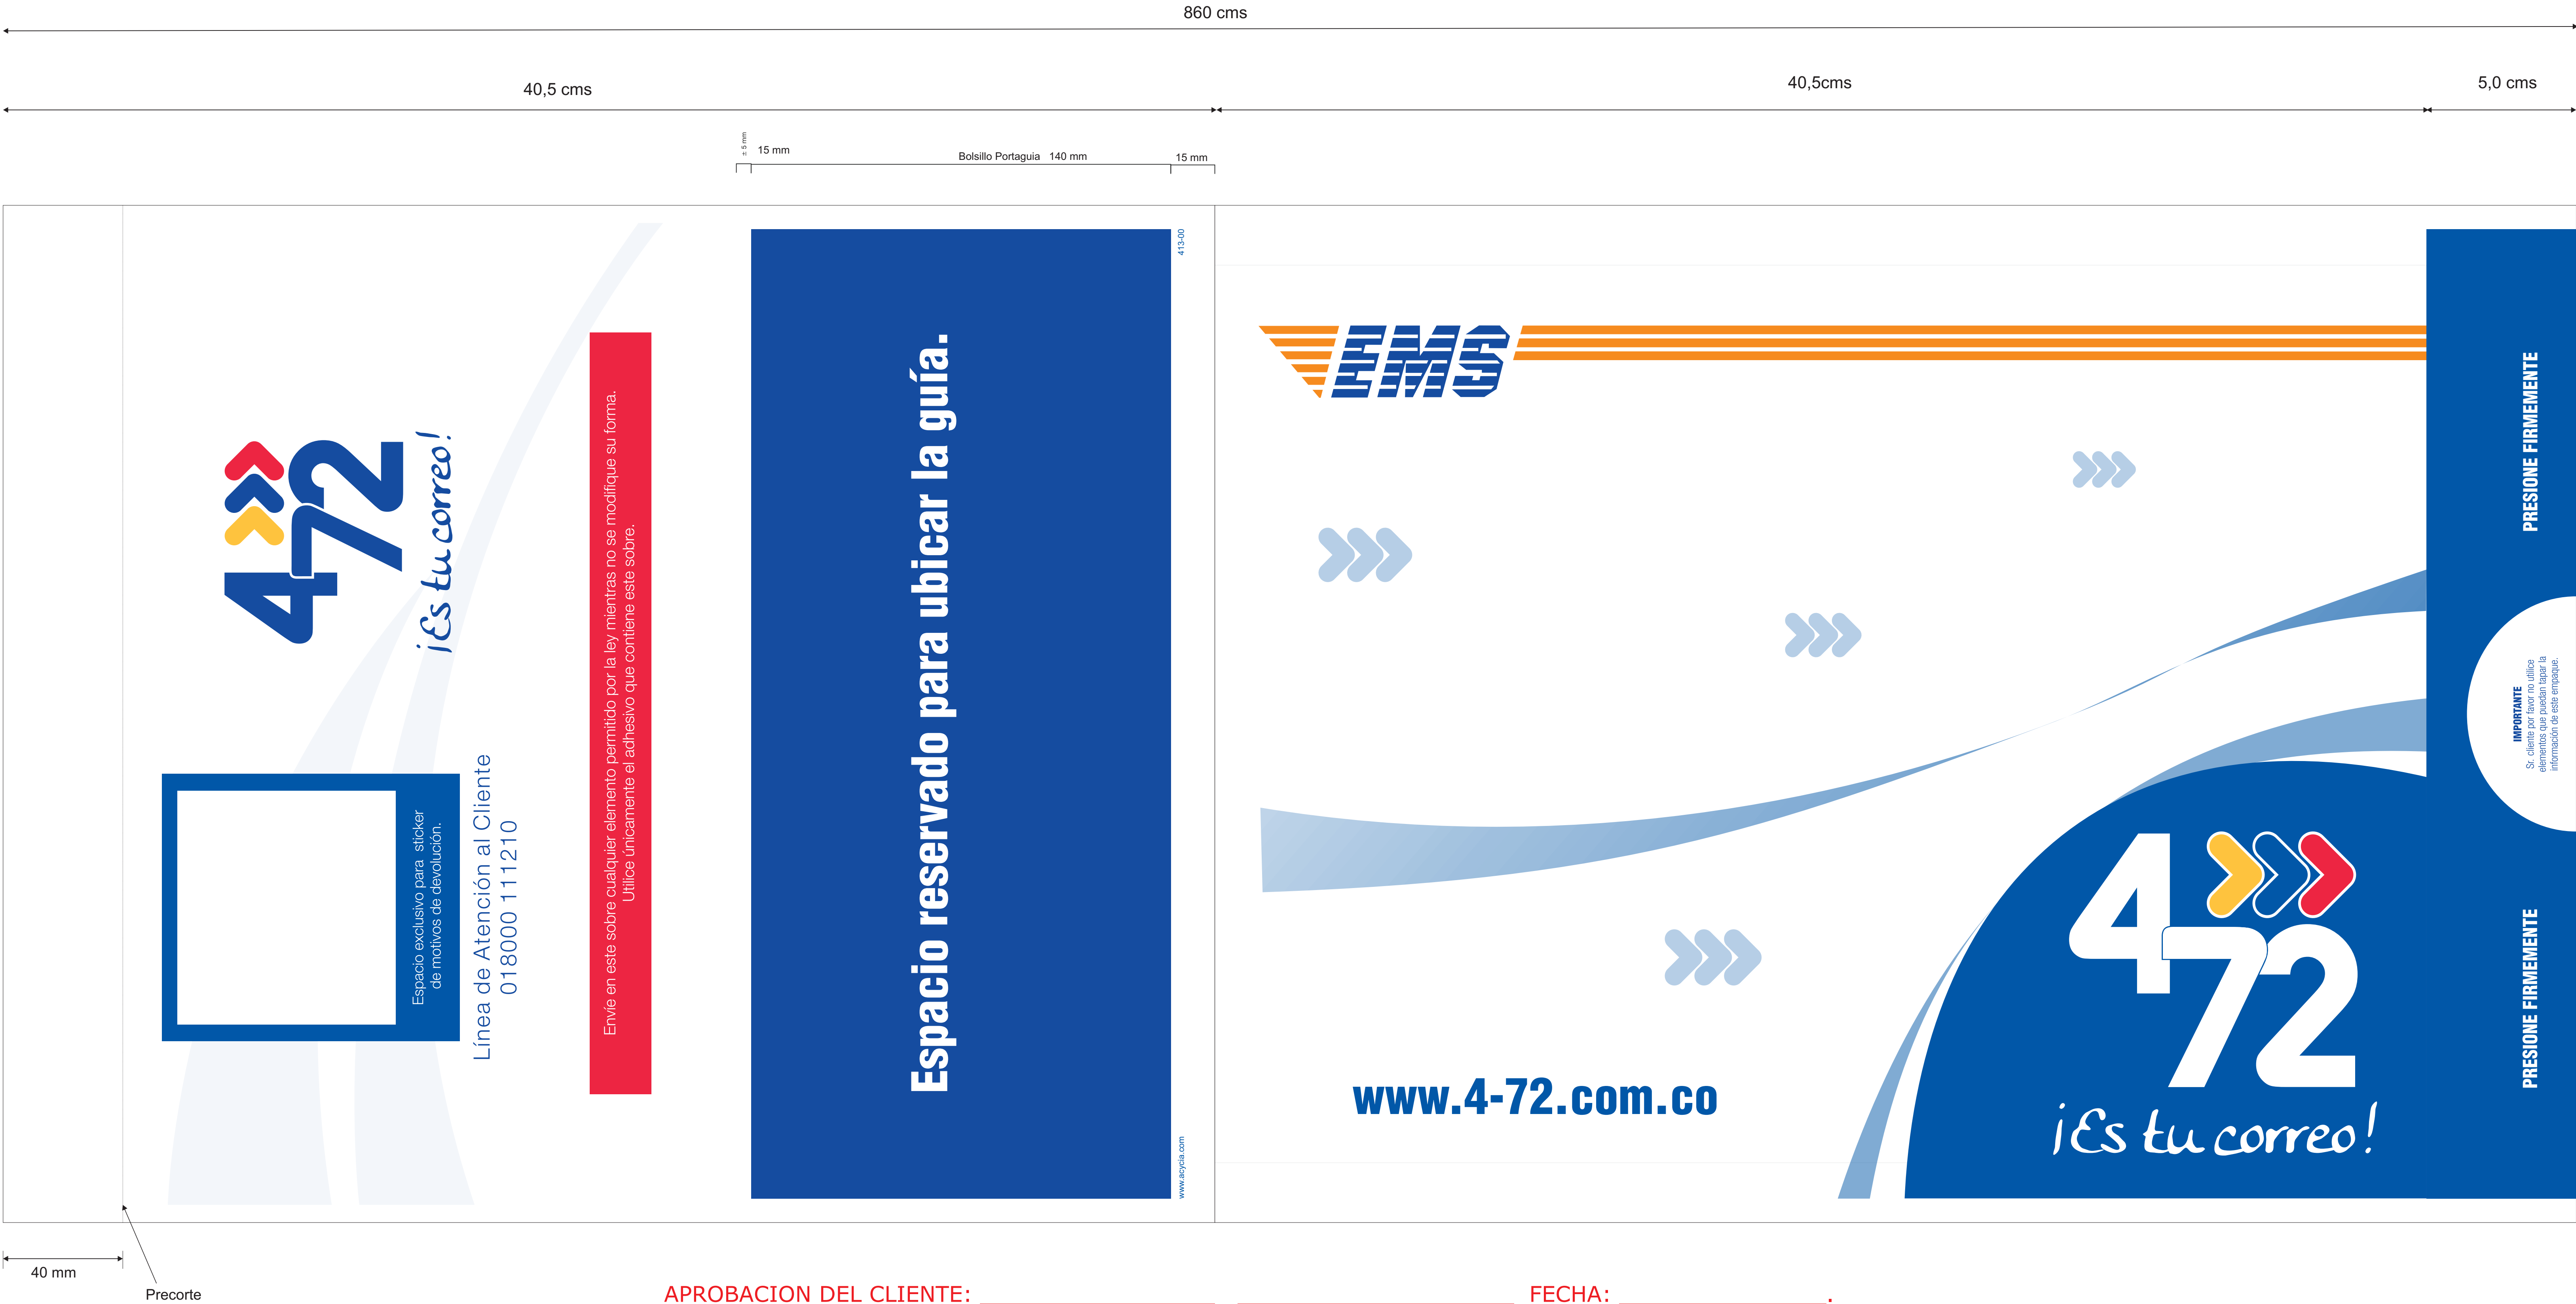 860 cms
40,5 cms
40,5cms
5,0 cms
± 5 mm
15 mm
Bolsillo Portaguia 140 mm
15 mm
4-72
¡Es tu correo!
Espacio exclusivo para sticker
de motivos de devolución.
Línea de Atención al Cliente
018000 111210
Envíe en este sobre cualquier elemento permitido por la ley mientras no se modifique su forma.
Utilice únicamente el adhesivo que contiene este sobre.
Espacio reservado para ubicar la guía.
413-00
www.acycia.com
EMS
www.4-72.com.co
472
¡Es tu correo!
PRESIONE FIRMEMENTE
IMPORTANTE
Sr. cliente por favor no utilice
elementos que puedan tapar la
información de este empaque.
PRESIONE FIRMEMENTE
40 mm
Precorte
APROBACION DEL CLIENTE:
FECHA: .